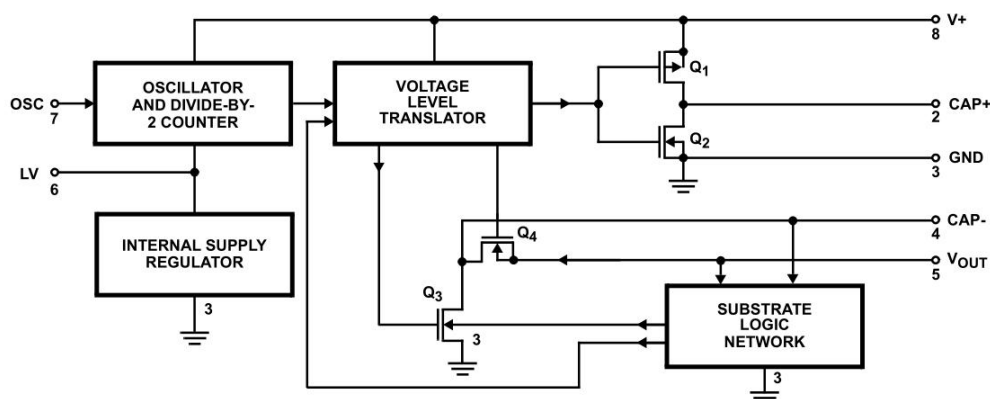 V+
8
OSCILLATOR
AND DIVIDE-BY-
2 COUNTER
VOLTAGE
LEVEL
TRANSLATOR
Q1
OSC
7
CAP+
2
Q2
GND
3
LV
6
INTERNAL SUPPLY
REGULATOR
3
CAP-
4
Q4
VOUT
5
Q3
3
SUBSTRATE
LOGIC
NETWORK
3